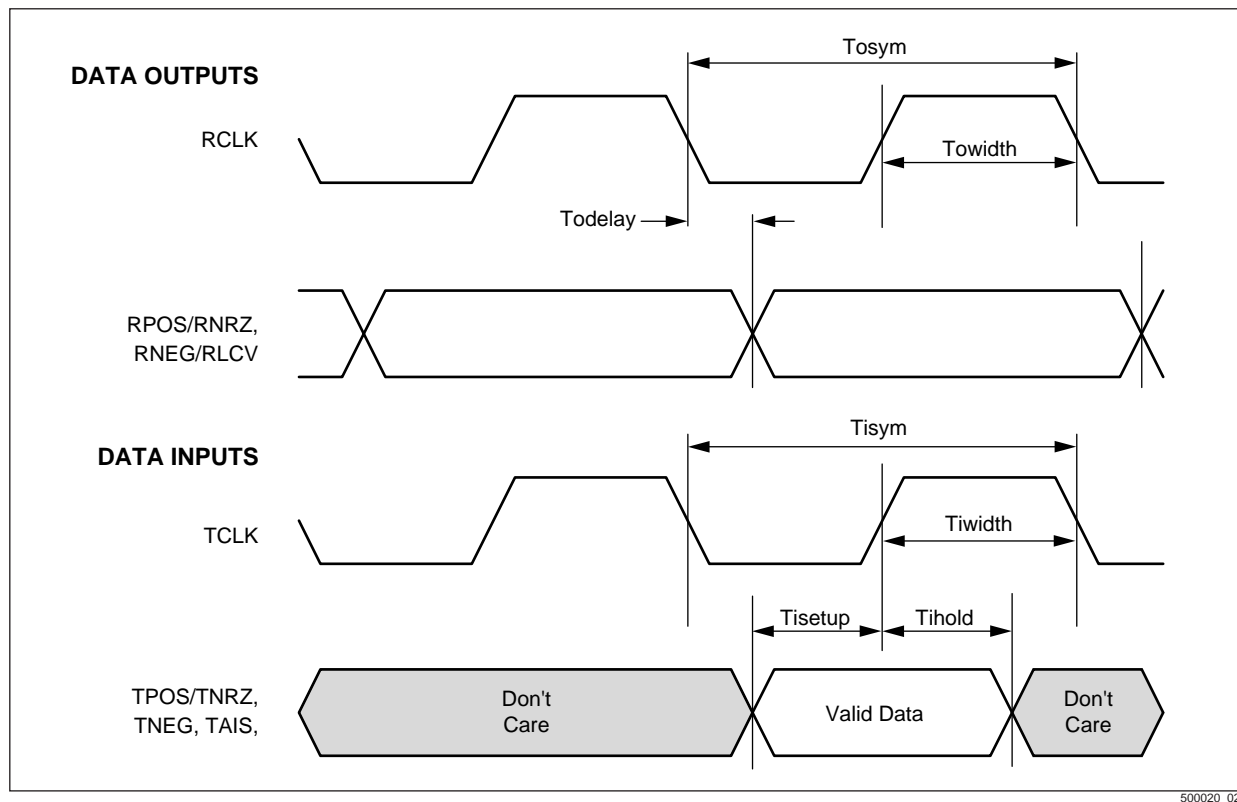 Tosym
DATA OUTPUTS
RCLK
Towidth
Todelay
RPOS/RNRZ,
RNEG/RLCV
Tisym
DATA INPUTS
TCLK
Tiwidth
Tisetup
Tihold
TPOS/TNRZ,
TNEG, TAIS,
Don't
Care
Valid Data
Don't
Care
500020_02